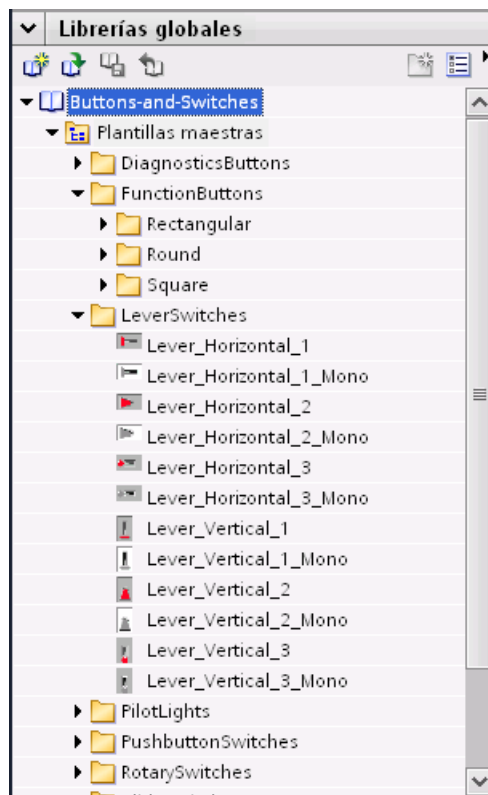 Librerías globales
Buttons-and-Switches
Plantillas maestras
DiagnosticsButtons
FunctionButtons
Rectangular
Round
Square
LeverSwitches
Lever_Horizontal_1
Lever_Horizontal_1_Mono
Lever_Horizontal_2
Lever_Horizontal_2_Mono
Lever_Horizontal_3
Lever_Horizontal_3_Mono
Lever_Vertical_1
Lever_Vertical_1_Mono
Lever_Vertical_2
Lever_Vertical_2_Mono
Lever_Vertical_3
Lever_Vertical_3_Mono
PilotLights
PushbuttonSwitches
RotarySwitches